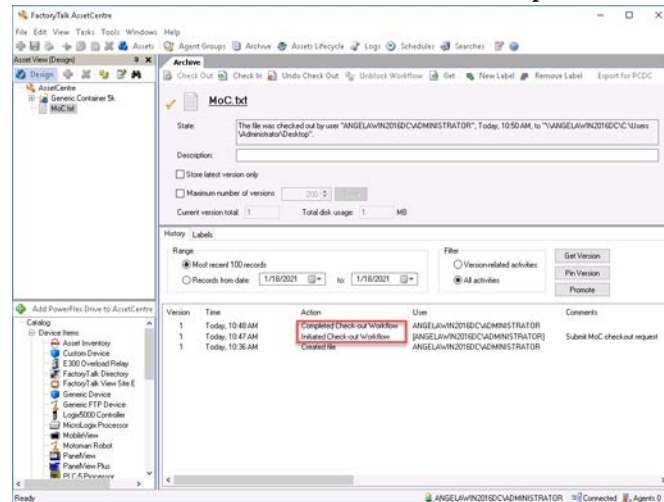 FactoryTalk AssetCentre
File Edit View Tasks Tools Windows Help
Assets Agent Groups Archive Assets Lifecycle Logs Schedules Searches
Asset View (Design)
Archive
Design
Check Out Check In Undo Check Out Unblock Workflow Get New Label Remove Label Export for PCDC
AssetCentre
Generic Container 5k
MoC.txt
MoC.txt
State The file was checked out by user "ANGELAWIN2016DC\ADMINISTRATOR", Today, 10:50 AM, to "\\ANGELAWIN2016DC\C:\Users
\Administrator\Desktop".
Description:
Store latest version only
Maximum number of versions 200
Current version total 1 Total disk usage 1 MB
History Labels
Range
Most recent 100 records
Records from date: 1/18/2021 to: 1/18/2021
Filter
Version-related activities
All activities
Get Version
Pin Version
Promote
Version Time Action User Comments
1 Today, 10:48 AM Completed Check-out Workflow ANGELAWIN2016DC\ADMINISTRATOR
1 Today, 10:47 AM Initiated Check-out Workflow [ANGELAWIN2016DC\ADMINISTRATOR] Submit MoC checkout request
1 Today, 10:36 AM Created file ANGELAWIN2016DC\ADMINISTRATOR
Add PowerFlex Drive to AssetCentre
Catalog
Device Items
Asset Inventory
Custom Device
E300 Overload Relay
FactoryTalk Directory
FactoryTalk View Site E
Generic Device
Generic FTP Device
Logix5000 Controller
MicroLogix Processor
MobileView
Motoman Robot
PanelView
PanelView Plus
PLC-5 Processor
Ready
ANGELAWIN2016DC\ADMINISTRATOR Connected Agents 0